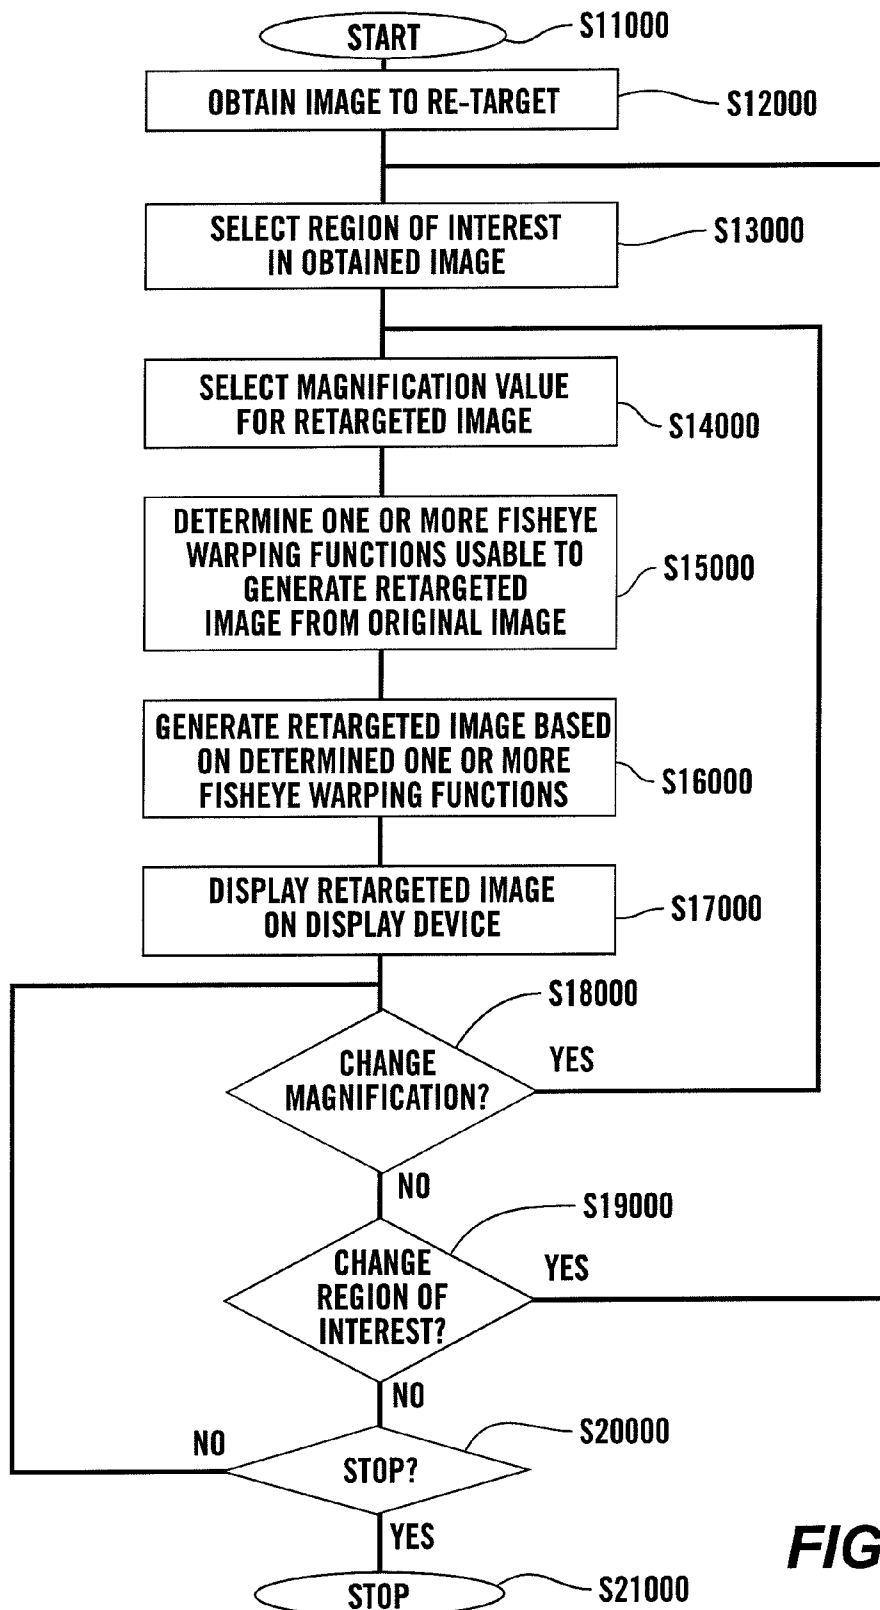 START
S11000
OBTAIN IMAGE TO RE-TARGET
S12000
SELECT REGION OF INTEREST
IN OBTAINED IMAGE
S13000
SELECT MAGNIFICATION VALUE
FOR RETARGETED IMAGE
S14000
DETERMINE ONE OR MORE FISHEYE
WARPING FUNCTIONS USABLE TO
GENERATE RETARGETED
IMAGE FROM ORIGINAL IMAGE
S15000
GENERATE RETARGETED IMAGE BASED
ON DETERMINED ONE OR MORE
FISHEYE WARPING FUNCTIONS
S16000
DISPLAY RETARGETED IMAGE
ON DISPLAY DEVICE
S17000
S18000
CHANGE
MAGNIFICATION?
YES
NO
S19000
CHANGE
REGION OF
INTEREST?
YES
NO
S20000
NO
STOP?
YES
FIG
STOP
S21000